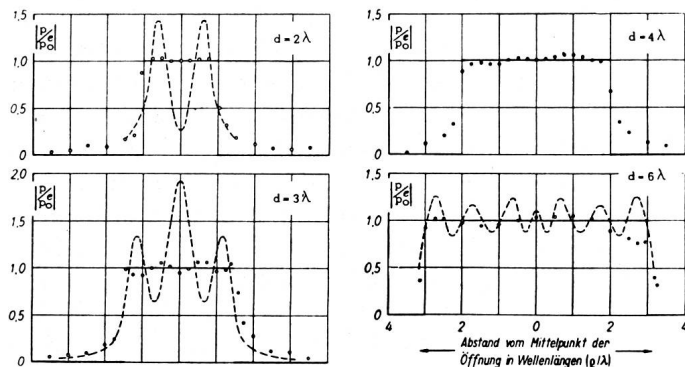 1,5
1,0
0,5
0
|p/p₀|
d = 2λ
1,5
1,0
0,5
0
|p/p₀|
d = 4λ
2.0
1,5
1,0
0,5
0
|p/p₀|
d = 3λ
1,5
1,0
0,5
0
|p/p₀|
d = 6λ
4 2 0 2 4
Abstand vom Mittelpunkt der
Öffnung in Wellenlängen (ϱ/λ)